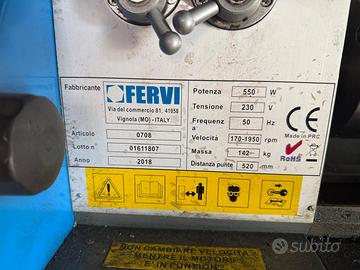 Fabbricante
FERVI
Via del commercio 81, 41058
Vignola (MO) - ITALY
Articolo 0708
Lotto n° 01611807
Anno 2018
Potenza 550 W
Tensione 230 V
Frequenza 50 Hz
Velocità 170-1950 rpm
Massa 142 kg
Distanza punte 520 mm
CE
Made in PRC
RoHS
NON CAMBIARE VELOCITA'
MENTRE IL MOTORE
E' IN FUNZIONE
subito